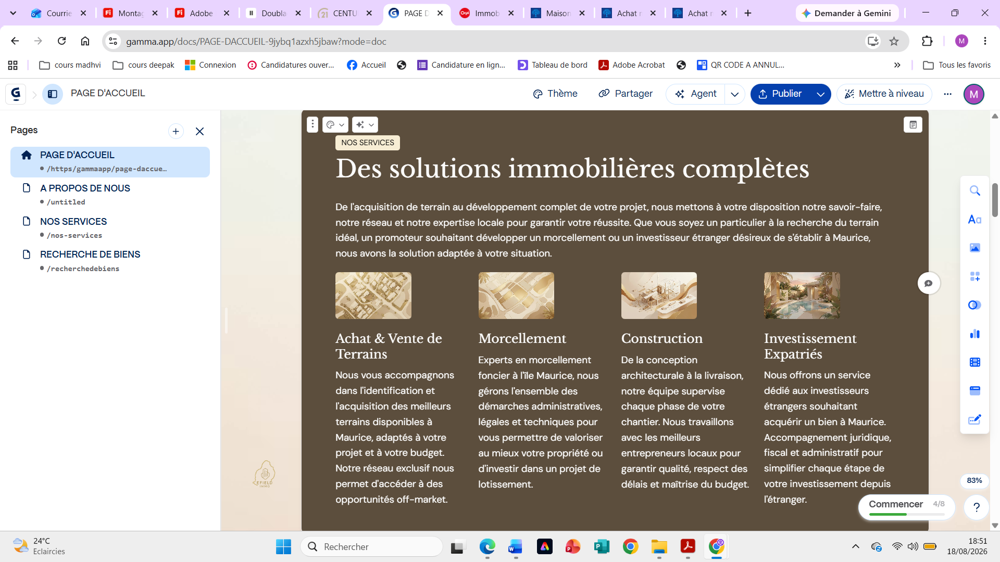 Courrie
Montag
Adobe
Doubla
CENTU
PAGE D
Immob
Maison
Achat r
Achat r
Demander à Gemini
gamma.app/docs/PAGE-DACCUEIL-9jybq1azxh5jbaw?mode=doc
M
cours madhvi
cours deepak
Connexion
Candidatures ouver...
Accueil
Candidature en lign...
Tableau de bord
Adobe Acrobat
QR CODE A ANNUL...
Tous les favoris
PAGE D'ACCUEIL
Thème
Partager
Agent
Publier
Mettre à niveau
M
Pages
PAGE D'ACCUEIL
/https/gammaapp/page-daccue…
A PROPOS DE NOUS
/untitled
NOS SERVICES
/nos-services
RECHERCHE DE BIENS
/recherchedebiens
NOS SERVICES
Des solutions immobilières complètes
De l'acquisition de terrain au développement complet de votre projet, nous mettons à votre disposition notre savoir-faire,
notre réseau et notre expertise locale pour garantir votre réussite. Que vous soyez un particulier à la recherche du terrain
idéal, un promoteur souhaitant développer un morcellement ou un investisseur étranger désireux de s'établir à Maurice,
nous avons la solution adaptée à votre situation.
Achat & Vente de
Terrains
Nous vous accompagnons
dans l'identification et
l'acquisition des meilleurs
terrains disponibles à
Maurice, adaptés à votre
projet et à votre budget.
Notre réseau exclusif nous
permet d'accéder à des
opportunités off-market.
Morcellement
Experts en morcellement
foncier à l'île Maurice, nous
gérons l'ensemble des
démarches administratives,
légales et techniques pour
vous permettre de valoriser
au mieux votre propriété ou
d'investir dans un projet de
lotissement.
Construction
De la conception
architecturale à la livraison,
notre équipe supervise
chaque phase de votre
chantier. Nous travaillons
avec les meilleurs
entrepreneurs locaux pour
garantir qualité, respect des
délais et maîtrise du budget.
Investissement
Expatriés
Nous offrons un service
dédié aux investisseurs
étrangers souhaitant
acquérir un bien à Maurice.
Accompagnement juridique,
fiscal et administratif pour
simplifier chaque étape de
votre investissement depuis
l'étranger.
EFIELD
IMMO
Aa
83%
Commencer 4/8
?
24°C
Eclaircies
Rechercher
18:51
18/08/2026